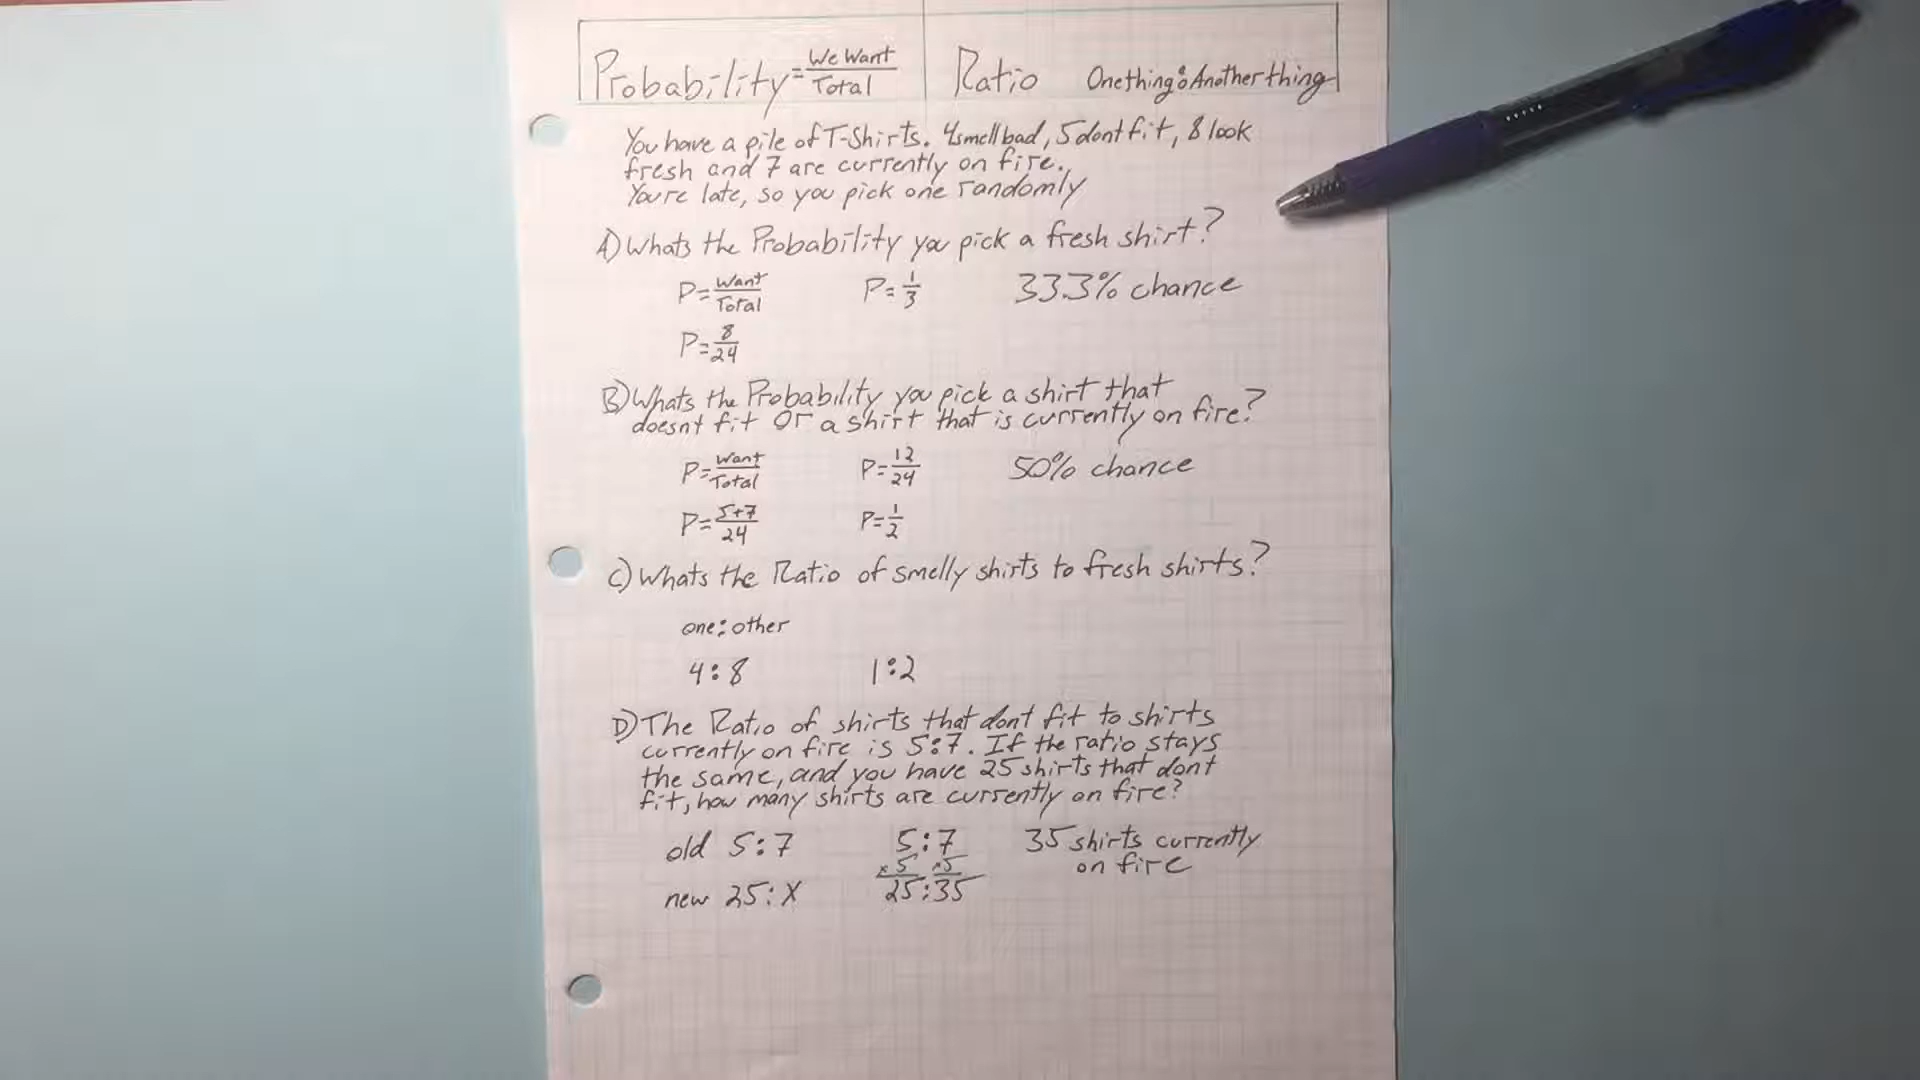 Probability = We Want / Total
Ratio One thing : Another thing
You have a pile of T-Shirts. 4 smell bad, 5 dont fit, 8 look
fresh and 7 are currently on fire.
Youre late, so you pick one randomly
A) Whats the Probability you pick a fresh shirt?
P = Want / Total P = 1/3 33.3% chance
P = 8/24
B) Whats the Probability you pick a shirt that
doesnt fit or a shirt that is currently on fire?
P = Want / Total P = 12/24 50% chance
P = 5+7 / 24 P = 1/2
C) Whats the Ratio of smelly shirts to fresh shirts?
one : other
4 : 8 1 : 2
D) The Ratio of shirts that dont fit to shirts
currently on fire is 5:7. If the ratio stays
the same, and you have 25 shirts that dont
fit, how many shirts are currently on fire?
old 5 : 7 5 : 7 35 shirts currently
x5 x5 on fire
new 25 : X 25 : 35